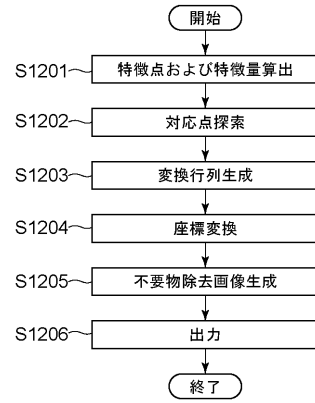 開始
S1201 特徴点および特徴量算出
S1202 対応点探索
S1203 変換行列生成
S1204 座標変換
S1205 不要物除去画像生成
S1206 出力
終了